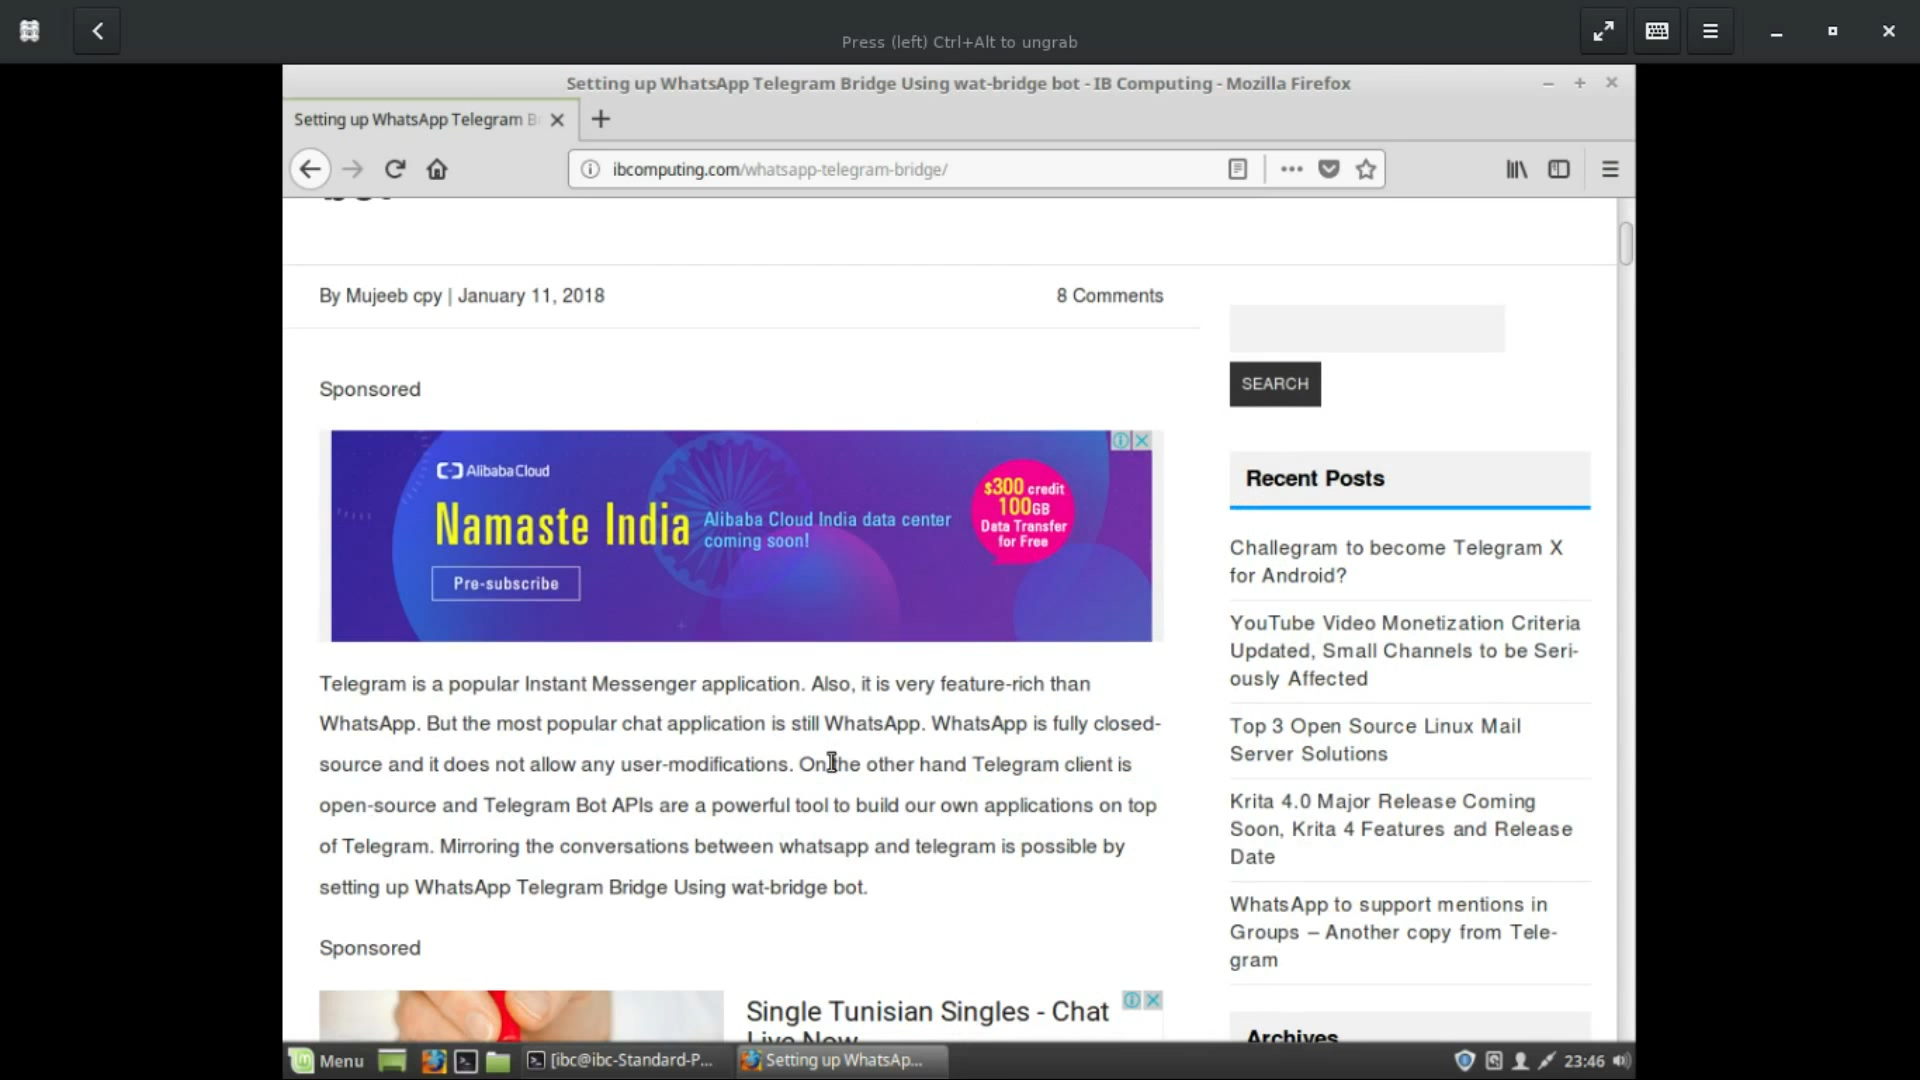 Press (left) Ctrl+Alt to ungrab
Setting up WhatsApp Telegram Bridge Using wat-bridge bot - IB Computing - Mozilla Firefox
Setting up WhatsApp Telegram B
ibcomputing.com/whatsapp-telegram-bridge/
By Mujeeb cpy | January 11, 2018
8 Comments
Sponsored
Alibaba Cloud
Namaste India
Alibaba Cloud India data center
coming soon!
Pre-subscribe
$300 credit
100GB
Data Transfer
for Free
Telegram is a popular Instant Messenger application. Also, it is very feature-rich than
WhatsApp. But the most popular chat application is still WhatsApp. WhatsApp is fully closed-
source and it does not allow any user-modifications. On the other hand Telegram client is
open-source and Telegram Bot APIs are a powerful tool to build our own applications on top
of Telegram. Mirroring the conversations between whatsapp and telegram is possible by
setting up WhatsApp Telegram Bridge Using wat-bridge bot.
Sponsored
Single Tunisian Singles - Chat
Live Now
SEARCH
Recent Posts
Challegram to become Telegram X
for Android?
YouTube Video Monetization Criteria
Updated, Small Channels to be Seri-
ously Affected
Top 3 Open Source Linux Mail
Server Solutions
Krita 4.0 Major Release Coming
Soon, Krita 4 Features and Release
Date
WhatsApp to support mentions in
Groups – Another copy from Tele-
gram
Archives
Menu
[ibc@ibc-Standard-P...
Setting up WhatsAp...
23:46